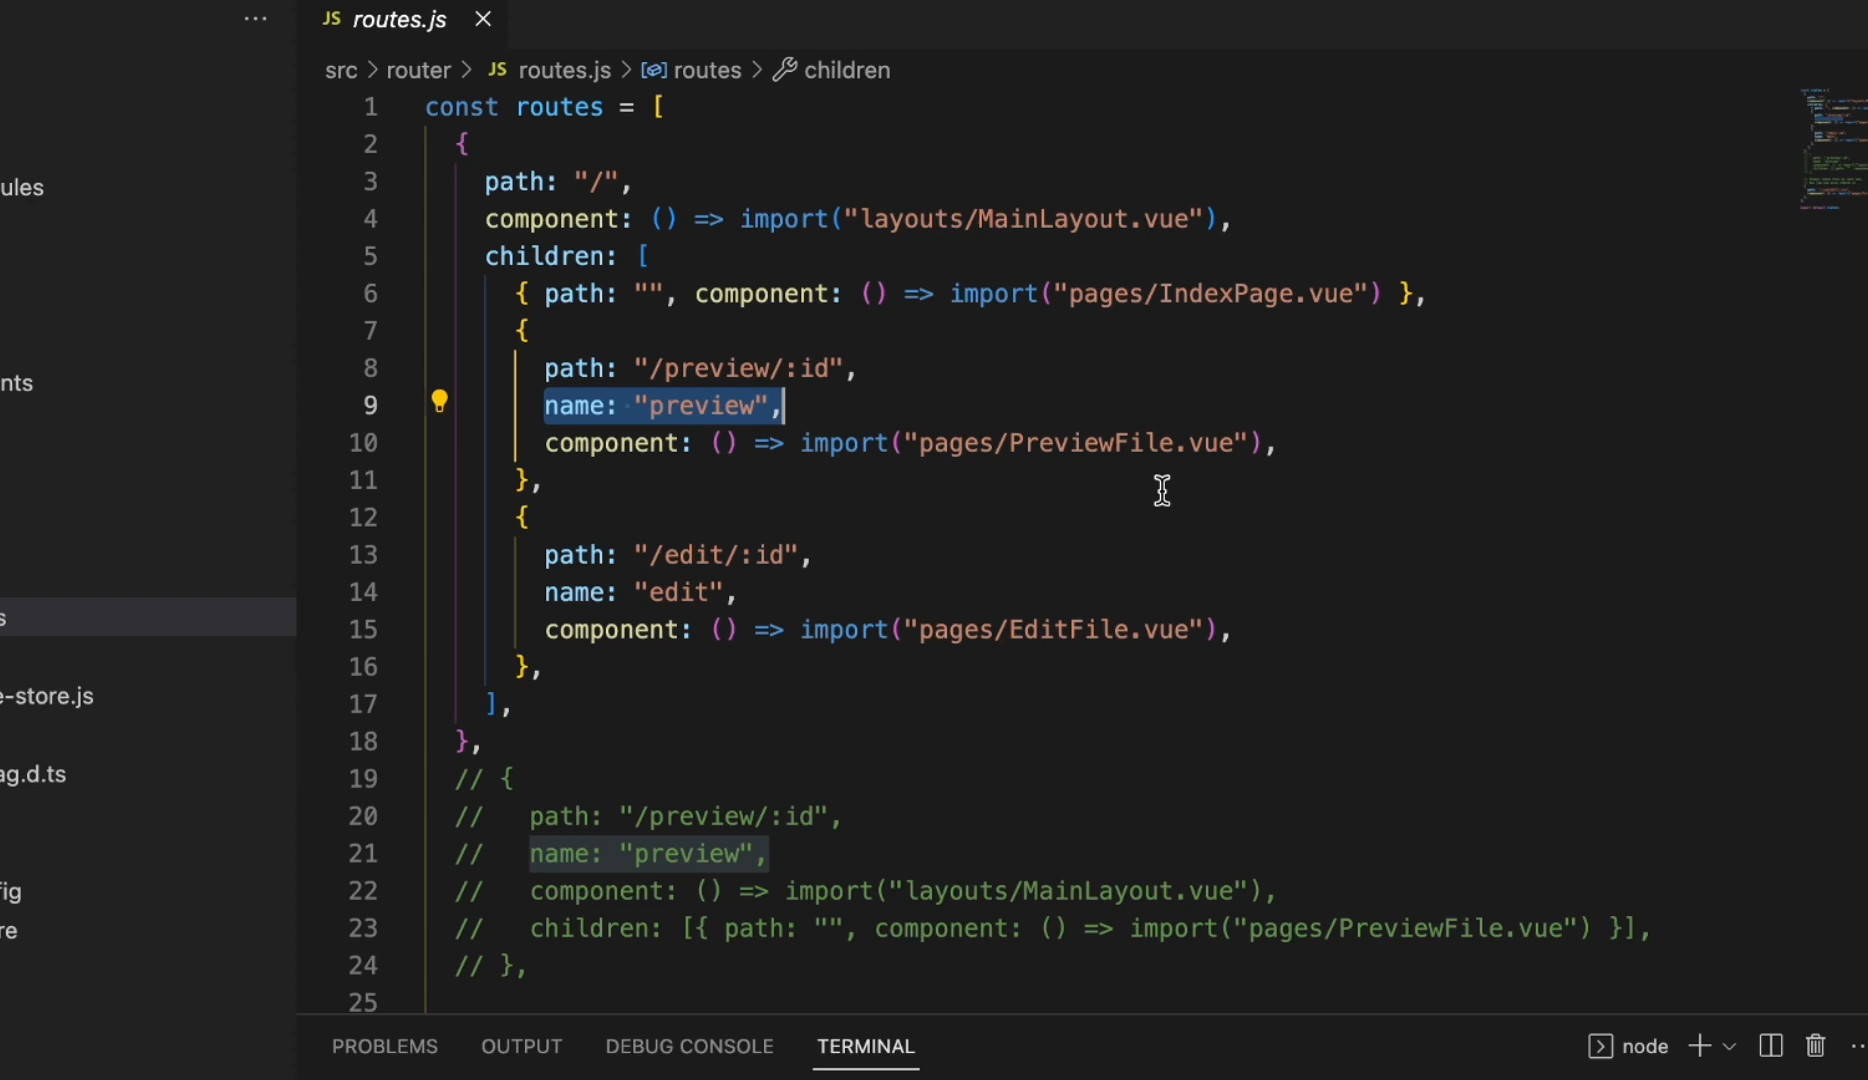 ...
JS routes.js ×
src > router > JS routes.js > routes > children
ules
nts
s
e-store.js
ag.d.ts
fig
re
1 const routes = [
2 {
3 path: "/",
4 component: () => import("layouts/MainLayout.vue"),
5 children: [
6 { path: "", component: () => import("pages/IndexPage.vue") },
7 {
8 path: "/preview/:id",
9 name: "preview",
10 component: () => import("pages/PreviewFile.vue"),
11 },
12 {
13 path: "/edit/:id",
14 name: "edit",
15 component: () => import("pages/EditFile.vue"),
16 },
17 ],
18 },
19 // {
20 // path: "/preview/:id",
21 // name: "preview",
22 // component: () => import("layouts/MainLayout.vue"),
23 // children: [{ path: "", component: () => import("pages/PreviewFile.vue") }],
24 // },
25
PROBLEMS OUTPUT DEBUG CONSOLE TERMINAL node